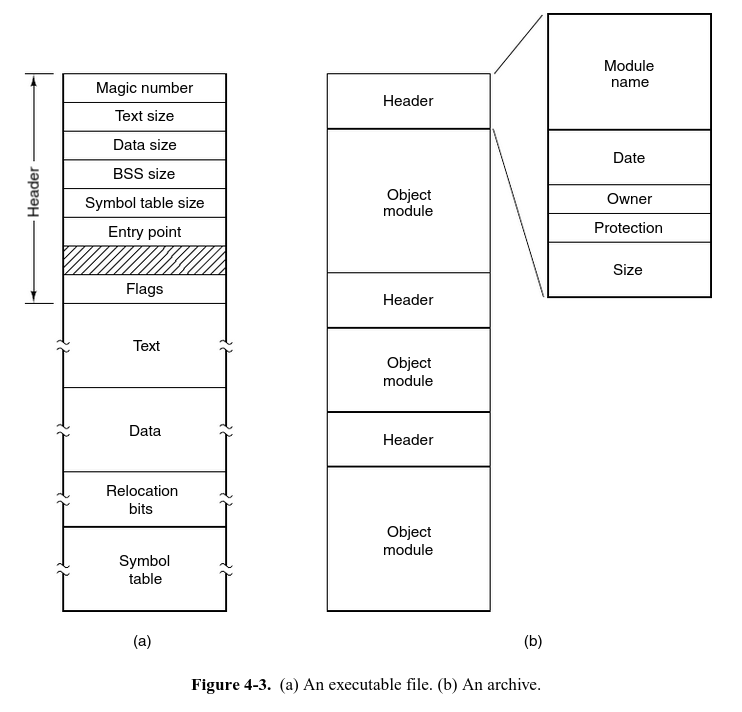 Header
Magic number
Text size
Data size
BSS size
Symbol table size
Entry point
Flags
Text
Data
Relocation
bits
Symbol
table
(a)
Header
Object
module
Header
Object
module
Header
Object
module
Module
name
Date
Owner
Protection
Size
(b)
Figure 4-3. (a) An executable file. (b) An archive.